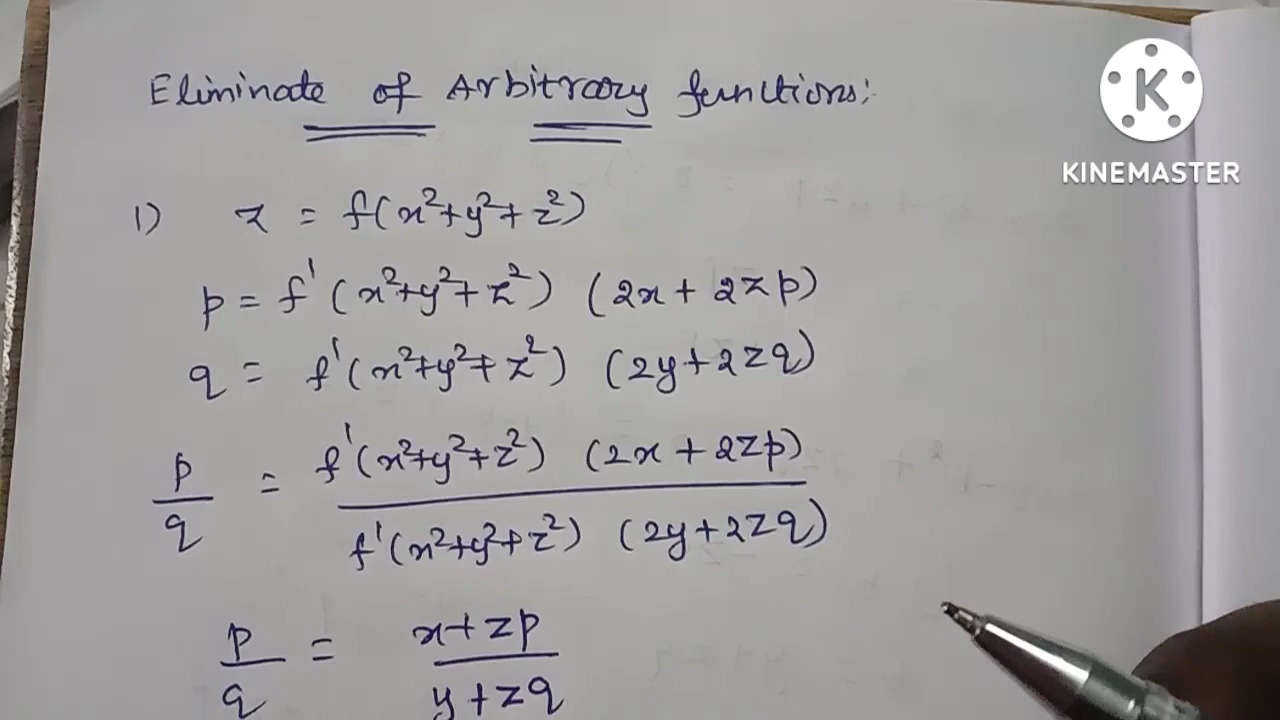 Eliminate of Arbitrary functions:
K
KINEMASTER
1) z = f(x²+y²+z²)
p = f'(x²+y²+z²) (2x + 2zp)
q = f'(x²+y²+z²) (2y+2zq)
p/q = f'(x²+y²+z²) (2x + 2zp) / f'(x²+y²+z²) (2y+2zq)
p/q = x+zp / y+zq